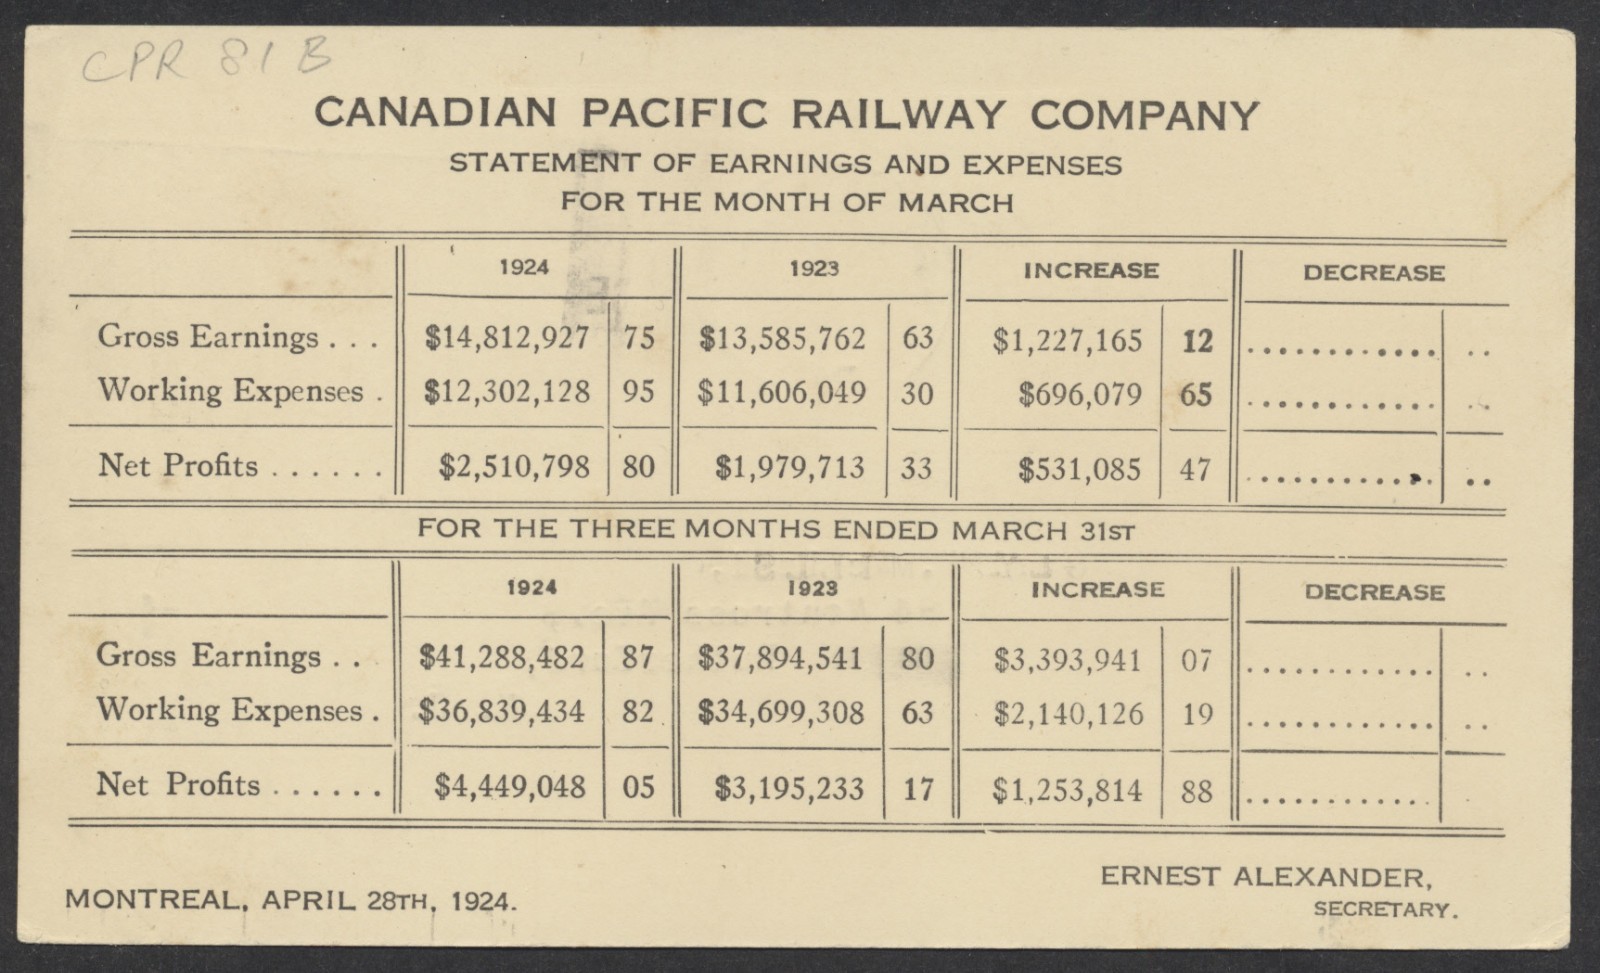 CPR 81 B
CANADIAN PACIFIC RAILWAY COMPANY
STATEMENT OF EARNINGS AND EXPENSES
FOR THE MONTH OF MARCH
1924 1923 INCREASE DECREASE
Gross Earnings . . . $14,812,927 75 $13,585,762 63 $1,227,165 12 ............. ..
Working Expenses . $12,302,128 95 $11,606,049 30 $696,079 65 ............. ..
Net Profits . . . . . . $2,510,798 80 $1,979,713 33 $531,085 47 ............. ..
FOR THE THREE MONTHS ENDED MARCH 31ST
1924 1923 INCREASE DECREASE
Gross Earnings . . $41,288,482 87 $37,894,541 80 $3,393,941 07 ............. ..
Working Expenses . $36,839,434 82 $34,699,308 63 $2,140,126 19 ............. ..
Net Profits . . . . . . $4,449,048 05 $3,195,233 17 $1,253,814 88 .............
ERNEST ALEXANDER,
MONTREAL, APRIL 28TH, 1924.
SECRETARY.